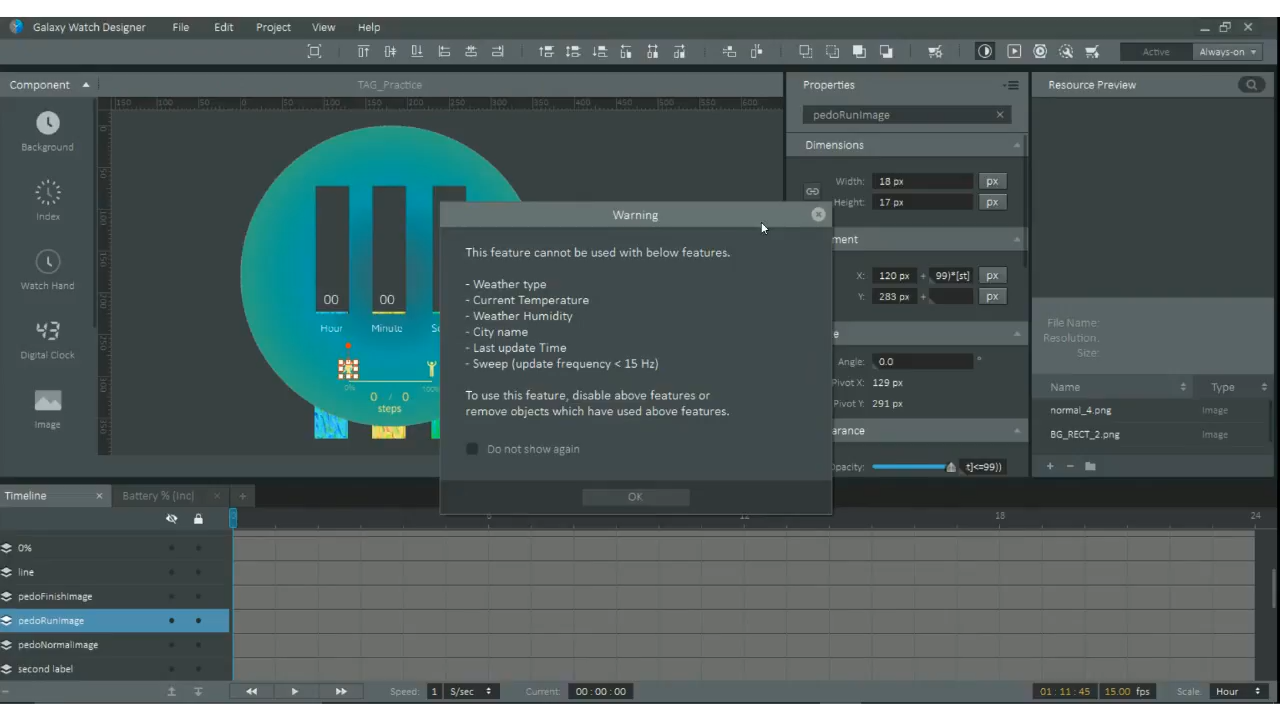 Galaxy Watch Designer File Edit Project View Help
Active Always-on
Component
TAG_Practice
Properties
Resource Preview
Background
Index
Watch Hand
Digital Clock
Image
00 00
Hour Minute
0% 100%
0 / 0
steps
pedoRunImage
Dimensions
Width: 18 px px
Height: 17 px px
X: 120 px + 99)*[st] px
Y: 283 px + px
Angle: 0.0 °
Pivot X: 129 px
Pivot Y: 291 px
t]<=99))
File Name:
Resolution.
Size:
Name Type
normal_4.png Image
BG_RECT_2.png Image
Warning
This feature cannot be used with below features.
- Weather type
- Current Temperature
- Weather Humidity
- City name
- Last update Time
- Sweep (update frequency < 15 Hz)
To use this feature, disable above features or
remove objects which have used above features.
Do not show again
OK
Timeline Battery % (Inc)
18 24
0%
line
pedoFinishImage
pedoRunImage
pedoNormalImage
second label
Speed: 1 S/sec Current: 00 : 00 : 00 01 : 11 : 45 15.00 fps Scale: Hour